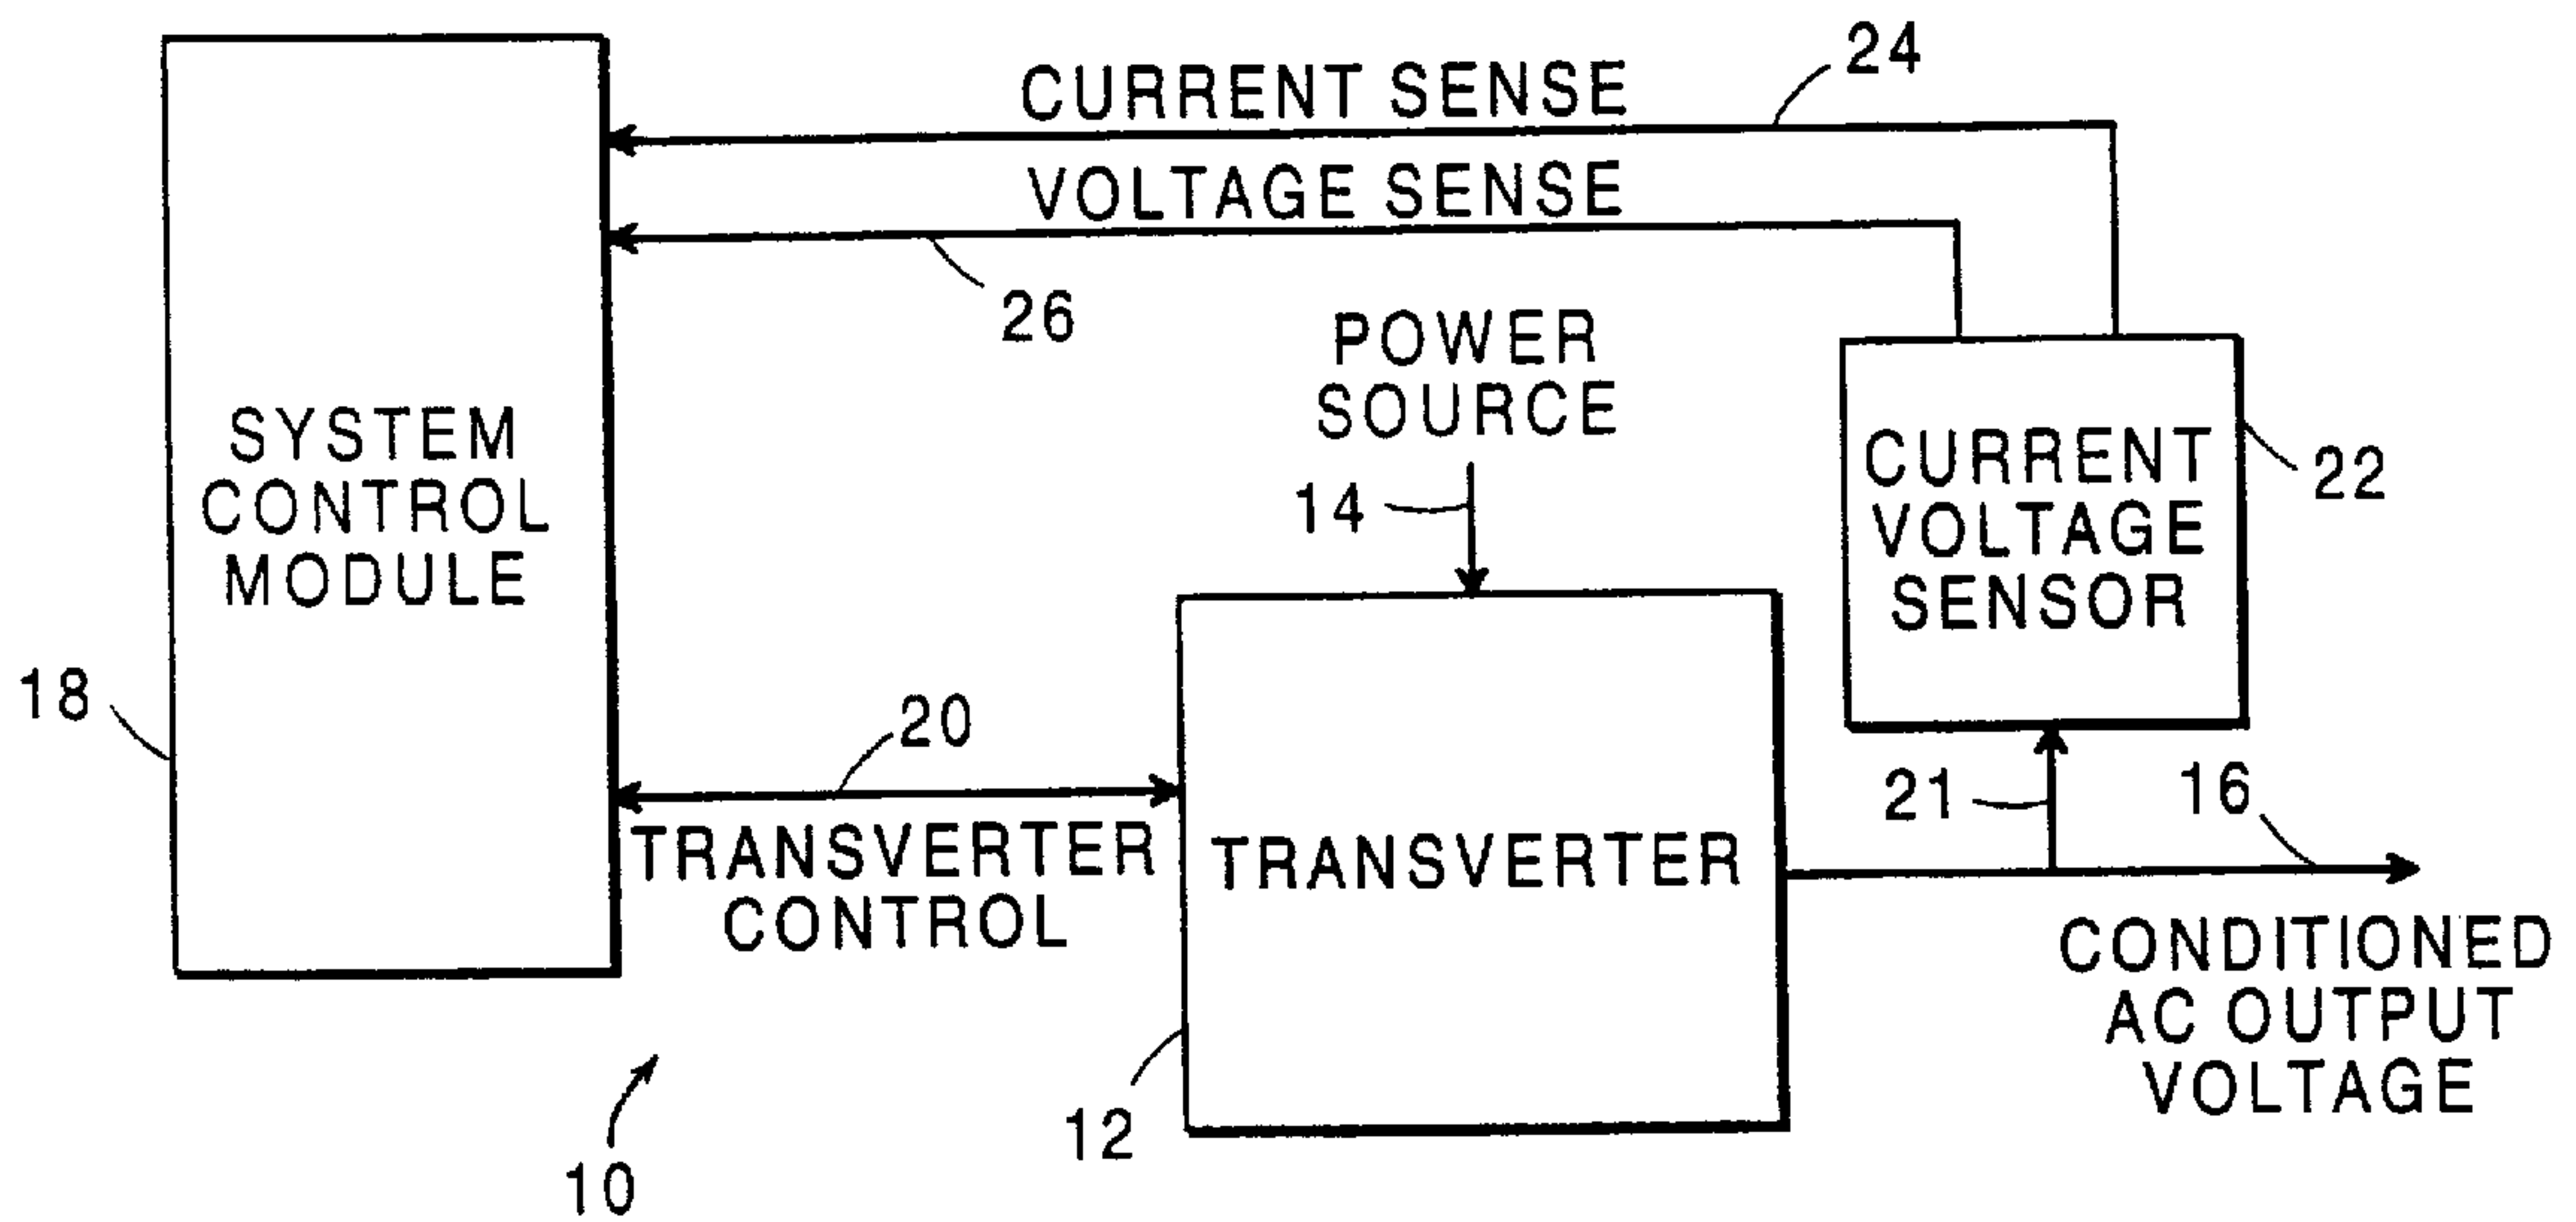 24
CURRENT SENSE
VOLTAGE SENSE
26
POWER
SOURCE
14
SYSTEM
CONTROL
MODULE
CURRENT
VOLTAGE
SENSOR
22
18
20
TRANSVERTER
CONTROL
TRANSVERTER
21
16
CONDITIONED
AC OUTPUT
VOLTAGE
12
10